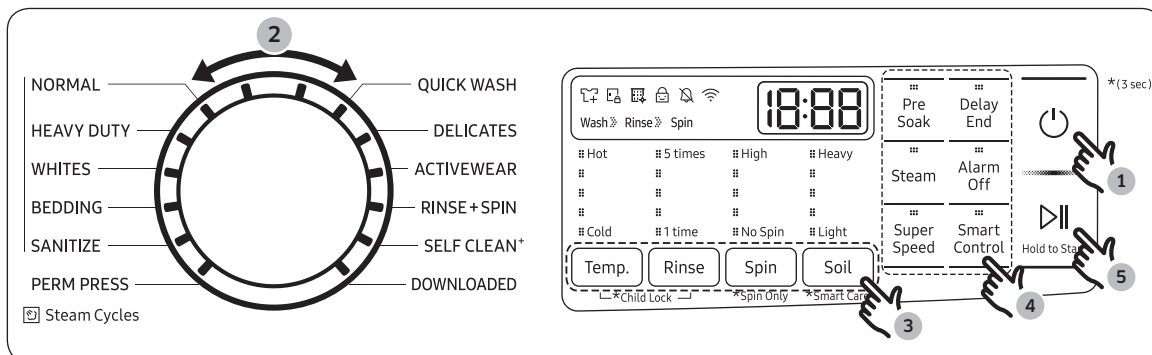 2
NORMAL
HEAVY DUTY
WHITES
BEDDING
SANITIZE
PERM PRESS
QUICK WASH
DELICATES
ACTIVEWEAR
RINSE+SPIN
SELF CLEAN+
DOWNLOADED
Steam Cycles
18:88
Wash Rinse Spin
Hot 5 times High Heavy
Cold 1 time No Spin Light
Temp. Rinse Spin Soil
*Child Lock *Spin Only *Smart Care
3
Pre Soak
Delay End
Steam
Alarm Off
Super Speed
Smart Control
4
*(3 sec)
1
Hold to Start
5